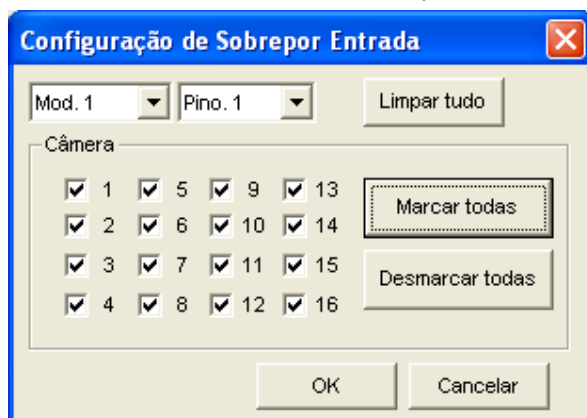 Configuração de Sobrepor Entrada
Mod. 1 Pino. 1 Limpar tudo
Câmera
1 5 9 13
2 6 10 14
Marcar todas
3 7 11 15
4 8 12 16
Desmarcar todas
OK Cancelar